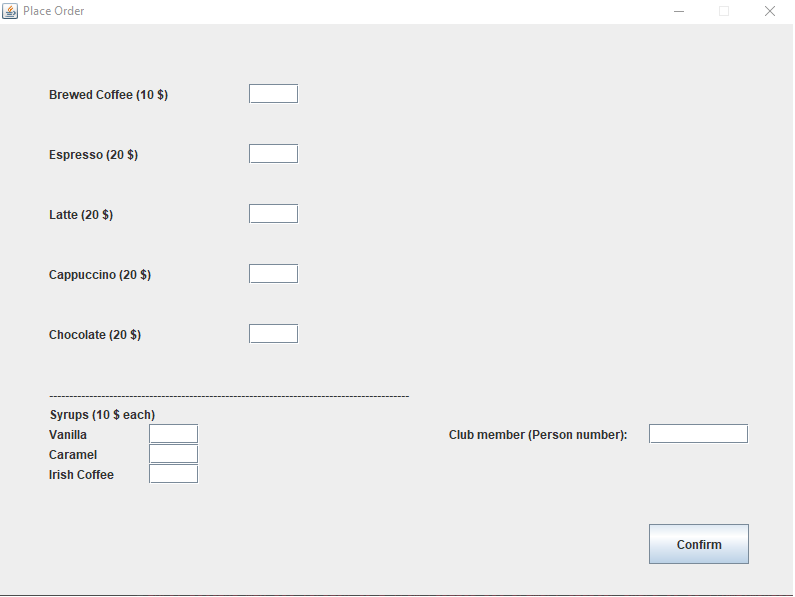 Place Order
Brewed Coffee (10 $)
Espresso (20 $)
Latte (20 $)
Cappuccino (20 $)
Chocolate (20 $)
------------------------------------------------------------------------------------------
Syrups (10 $ each)
Vanilla
Club member (Person number):
Caramel
Irish Coffee
Confirm